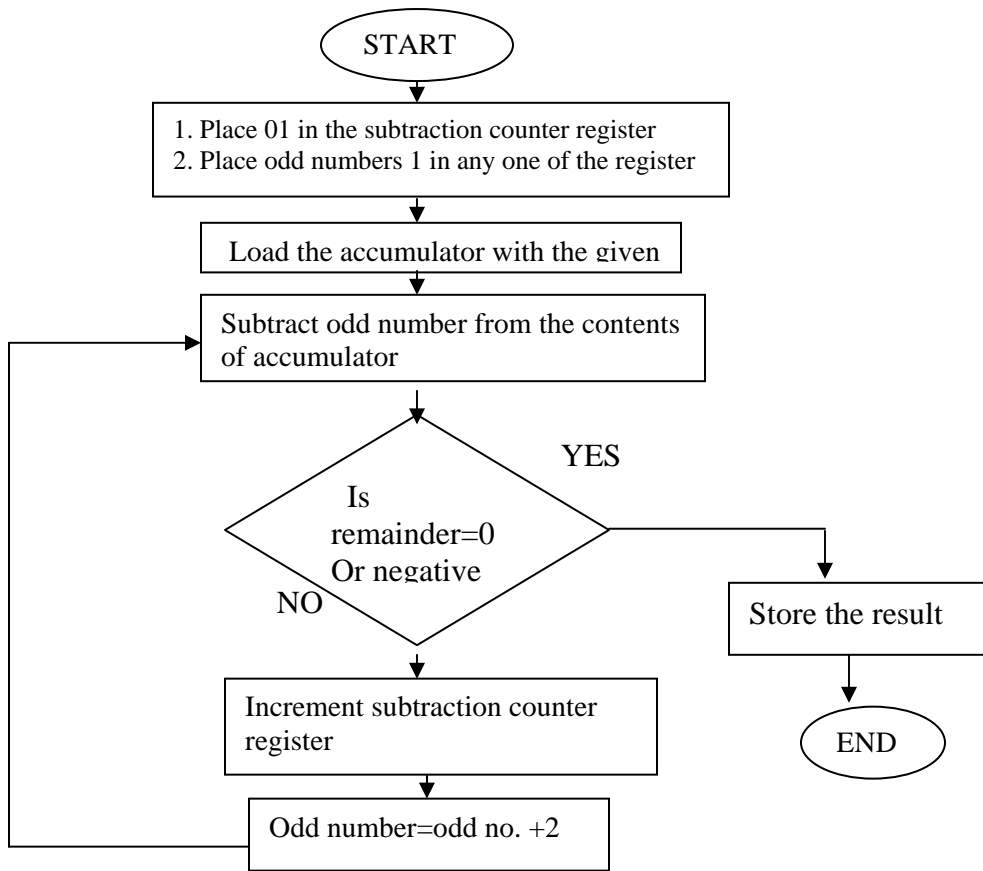 START
1. Place 01 in the subtraction counter register
2. Place odd numbers 1 in any one of the register
Load the accumulator with the given
Subtract odd number from the contents
of accumulator
YES
Is
remainder=0
Or negative
NO
Store the result
Increment subtraction counter
register
END
Odd number=odd no. +2